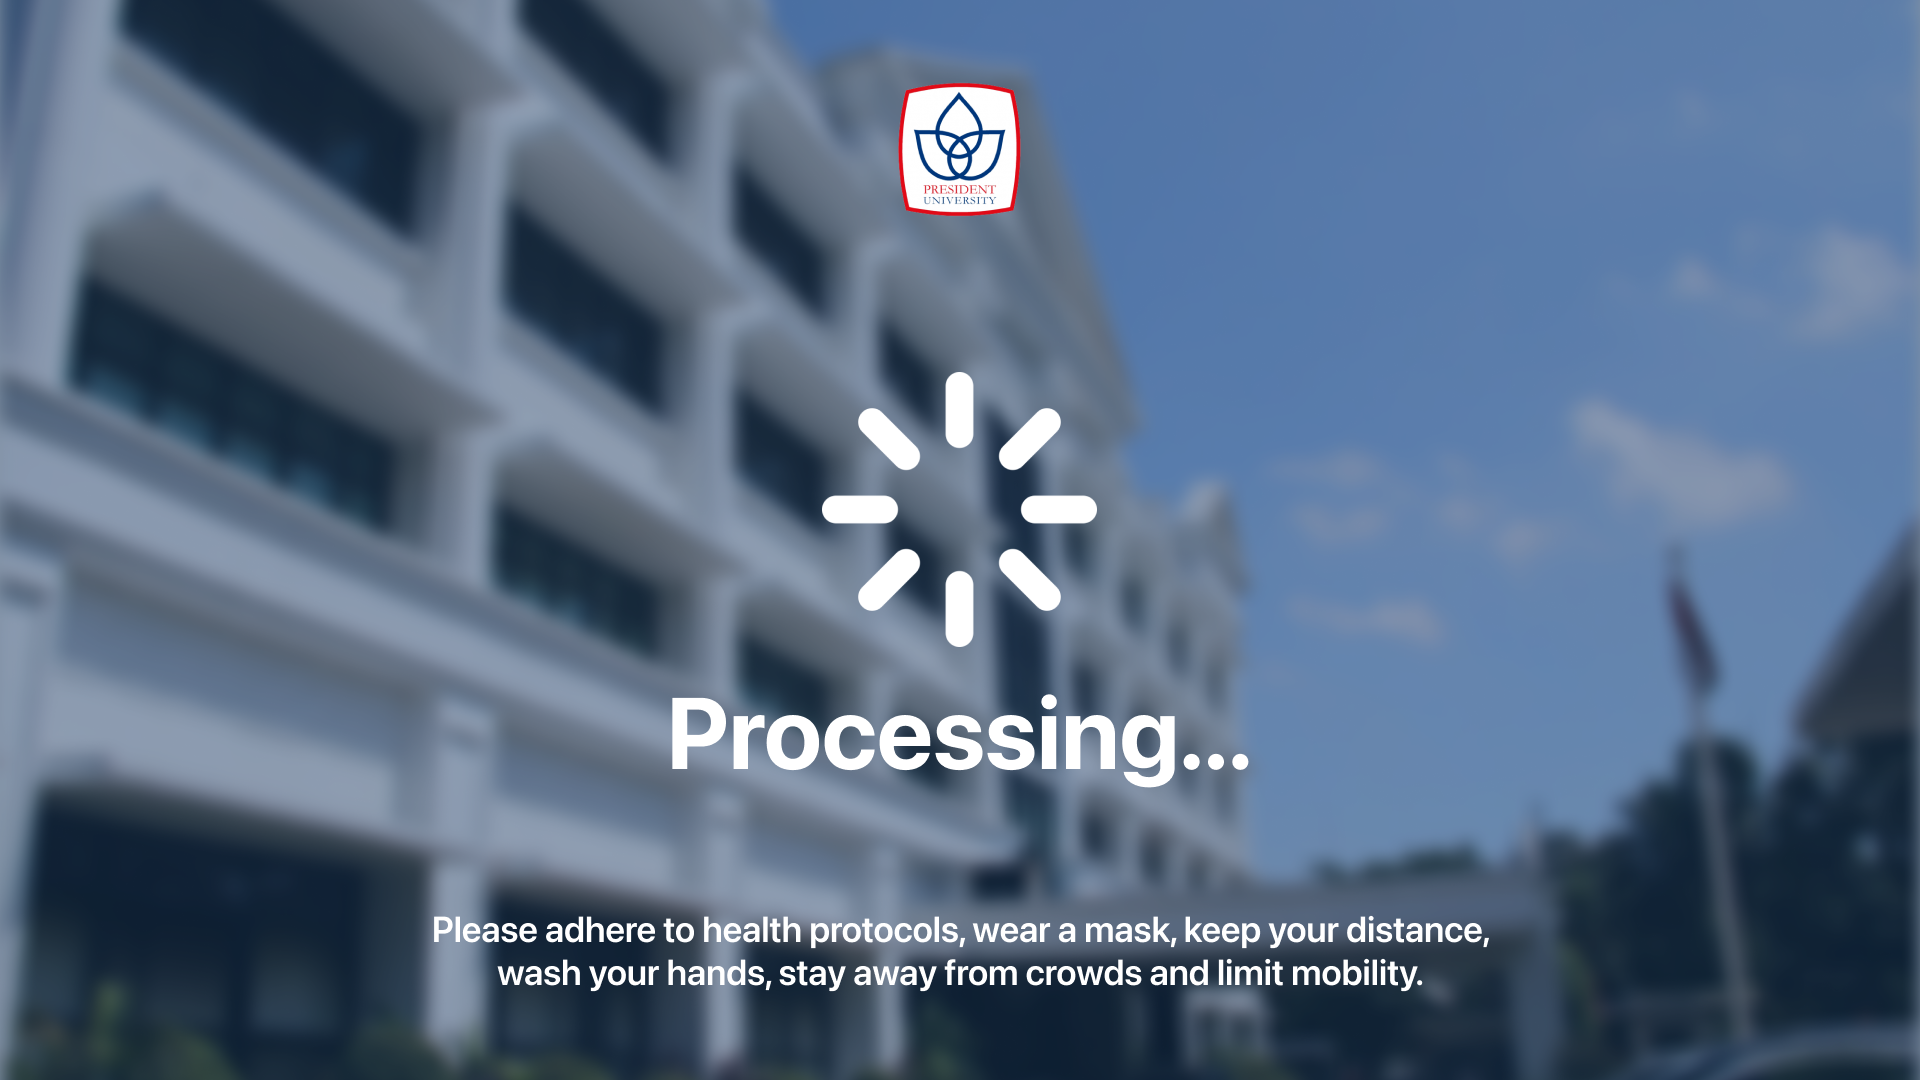 PRESIDENT
UNIVERSITY
Processing...
Please adhere to health protocols, wear a mask, keep your distance,
wash your hands, stay away from crowds and limit mobility.